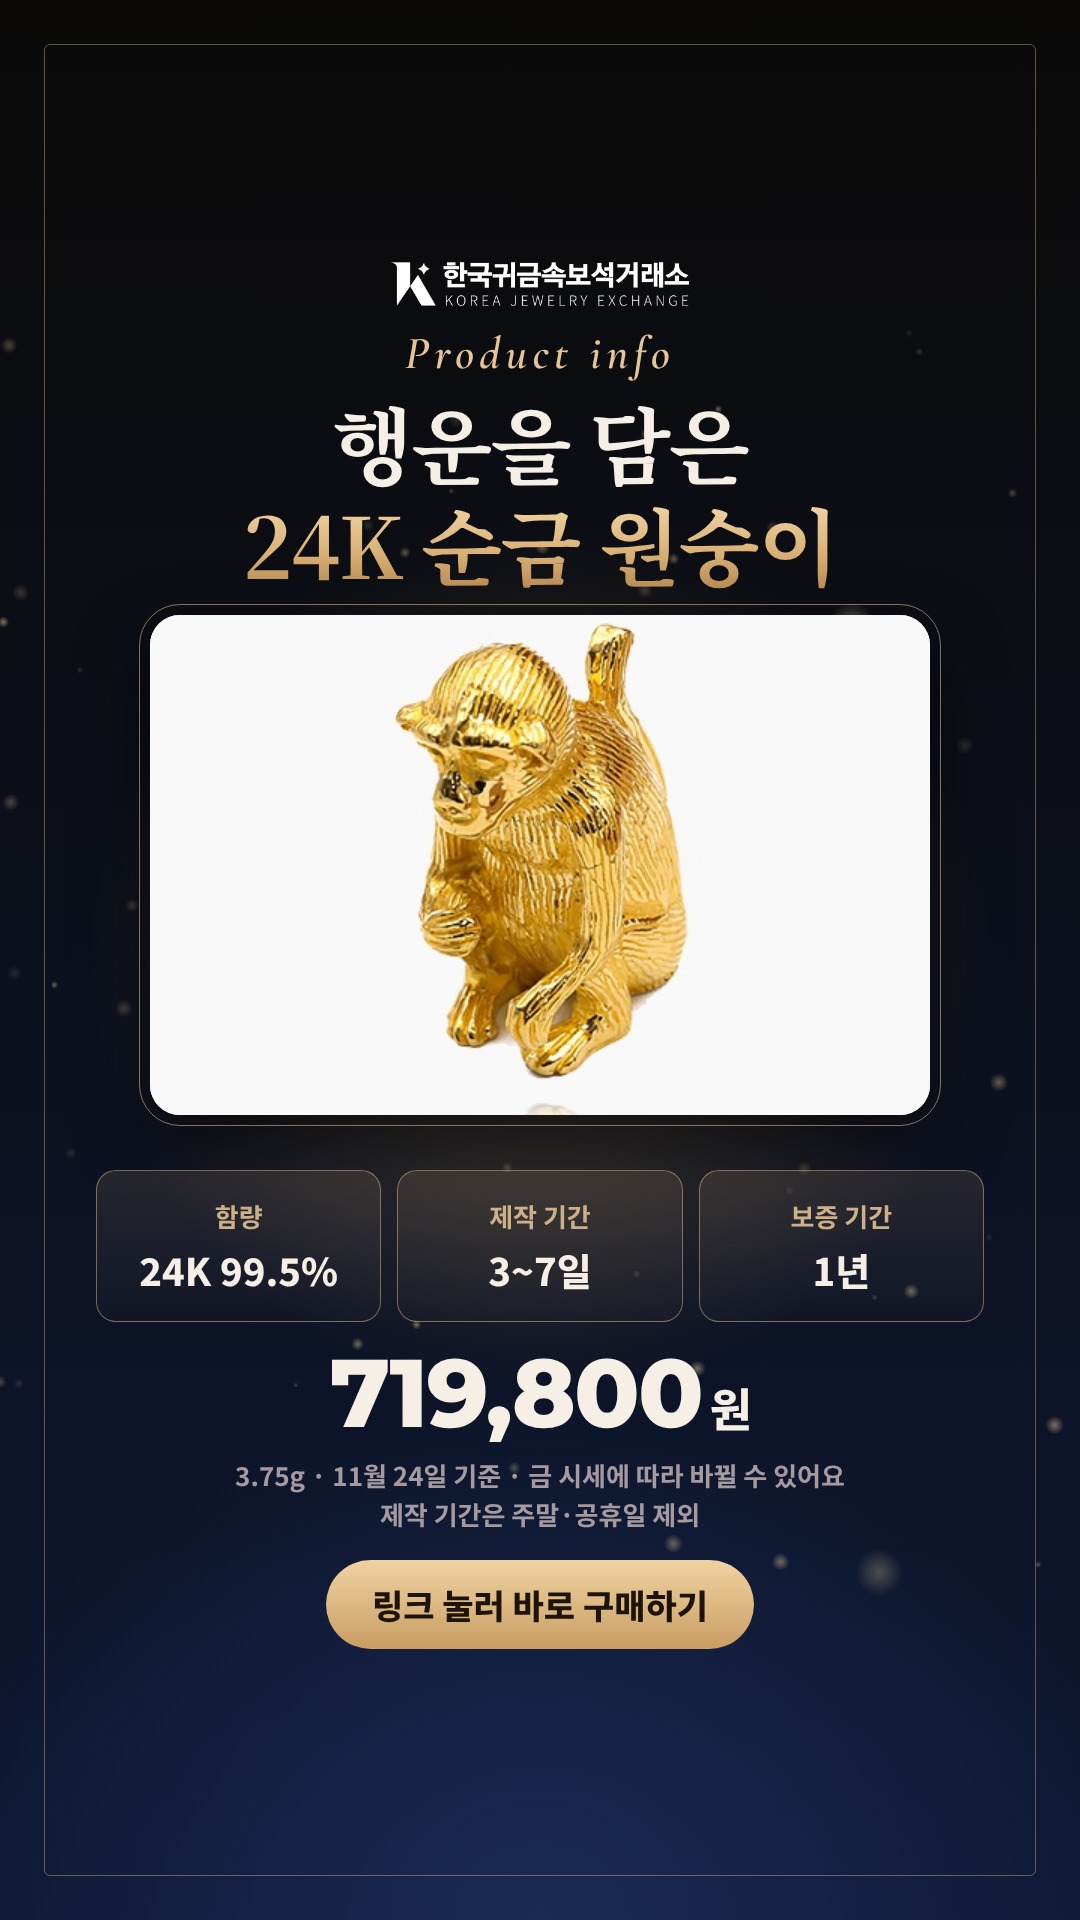 한국귀금속보석거래소
KOREA JEWELRY EXCHANGE
Product info
행운을 담은
24K 순금 원숭이
함량
24K 99.5%
제작 기간
3~7일
보증 기간
1년
719,800원
3.75g · 11월 24일 기준 · 금 시세에 따라 바뀔 수 있어요
제작 기간은 주말·공휴일 제외
링크 눌러 바로 구매하기